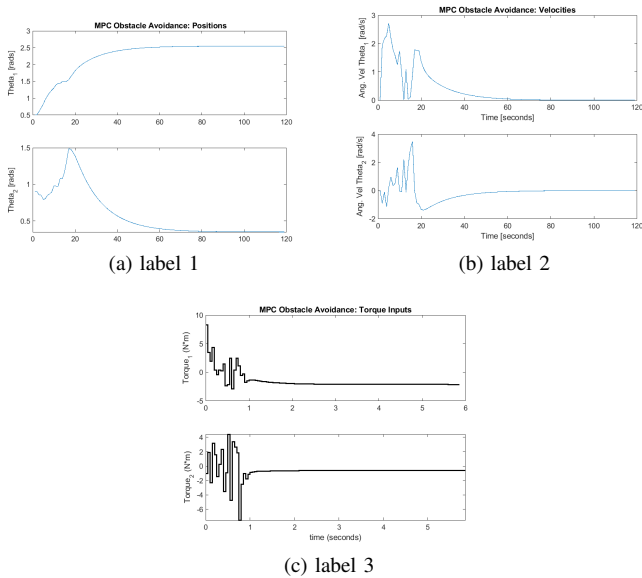 MPC Obstacle Avoidance: Positions
Theta₁ [rads]
3
2.5
2
1.5
1
0.5
0 20 40 60 80 100 120
Theta₂ [rads]
1.5
1
0.5
0 20 40 60 80 100 120
(a) label 1
MPC Obstacle Avoidance: Velocities
Ang. Vel Theta₁ [rad/s]
3
2
1
0
0 20 40 60 80 100 120
Time [seconds]
Ang. Vel Theta₂ [rad/s]
4
2
0
-2
0 20 40 60 80 100 120
Time [seconds]
(b) label 2
MPC Obstacle Avoidance: Torque Inputs
Torque₁ (N*m)
10
5
0
-5
0 1 2 3 4 5 6
Torque₂ (N*m)
4
2
0
-2
-4
-6
0 1 2 3 4 5
time (seconds)
(c) label 3